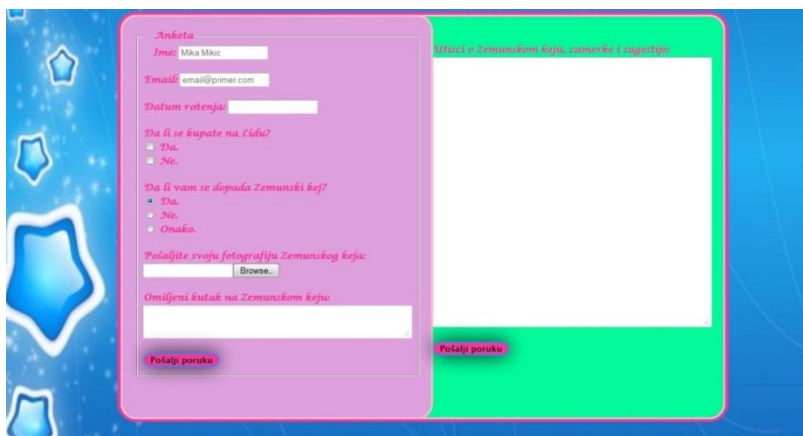 Anketa
Ime: Mika Mikic
Email: email@primer.com
Datum rođenja:
Da li se kupate na Lidu?
Da.
Ne.
Da li vam se dopada Zemunski kej?
Da.
Ne.
Onako.
Pošaljite svoju fotografiju Zemunskog keja:
Browse..
Omiljeni kutak na Zemunskom keju:
Pošalji poruku
Utisci o Zemunskom keju, zamerke i sugestije:
Pošalji poruku